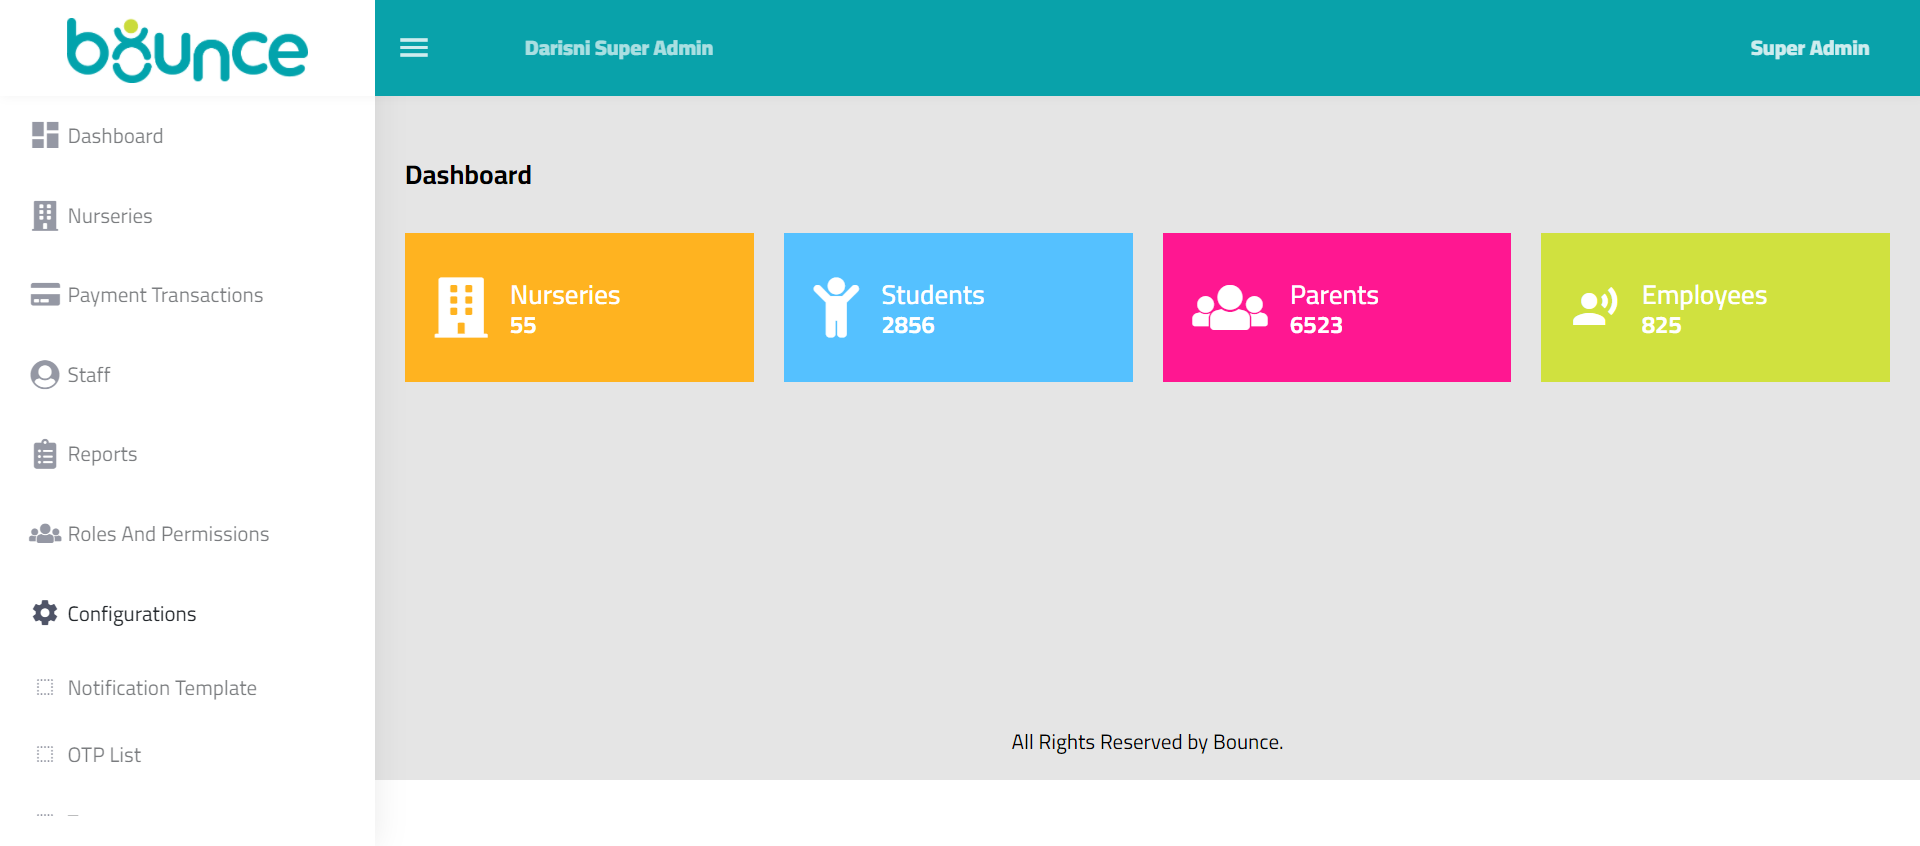 bounce
Darisni Super Admin
Super Admin
Dashboard
Nurseries
Payment Transactions
Staff
Reports
Roles And Permissions
Configurations
Notification Template
OTP List
Dashboard
Nurseries
55
Students
2856
Parents
6523
Employees
825
All Rights Reserved by Bounce.